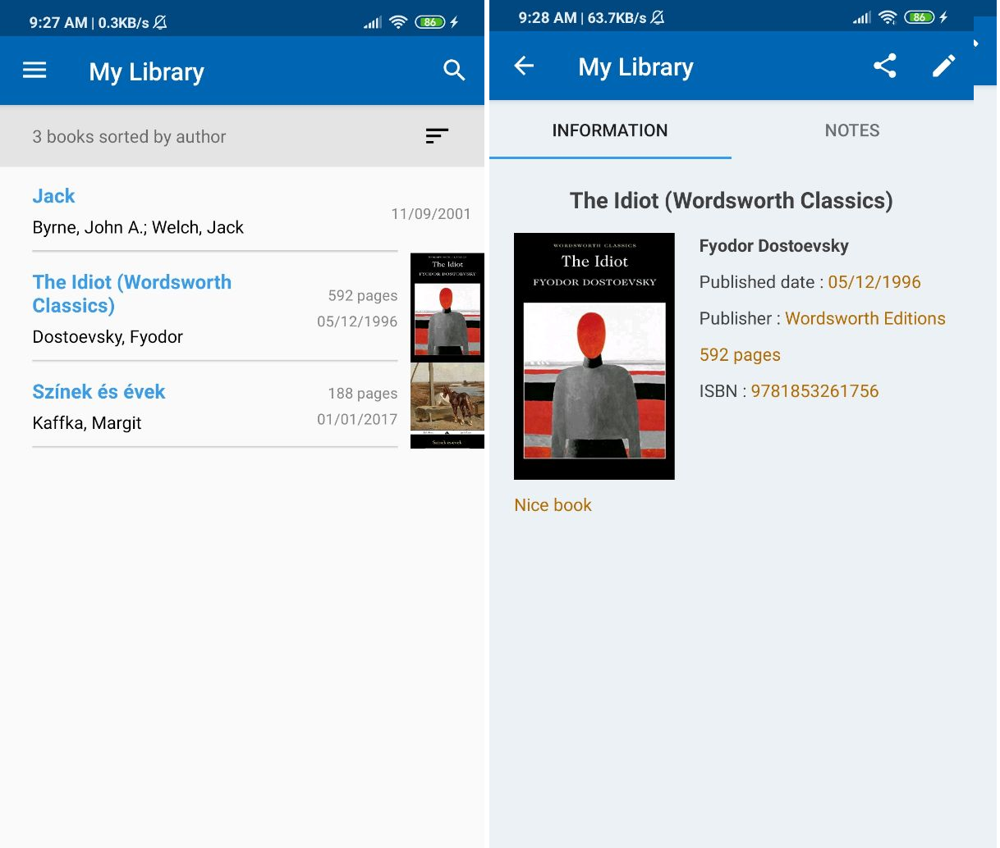 9:27 AM | 0.3KB/s
86
My Library
3 books sorted by author
Jack
Byrne, John A.; Welch, Jack
11/09/2001
The Idiot (Wordsworth
Classics)
Dostoevsky, Fyodor
592 pages
05/12/1996
WORDSWORTH CLASSICS
The Idiot
FYODOR DOSTOEVSKY
Színek és évek
Kaffka, Margit
188 pages
01/01/2017
Színek és évek
9:28 AM | 63.7KB/s
86
My Library
INFORMATION
NOTES
The Idiot (Wordsworth Classics)
WORDSWORTH CLASSICS
The Idiot
FYODOR DOSTOEVSKY
Fyodor Dostoevsky
Published date : 05/12/1996
Publisher : Wordsworth Editions
592 pages
ISBN : 9781853261756
Nice book